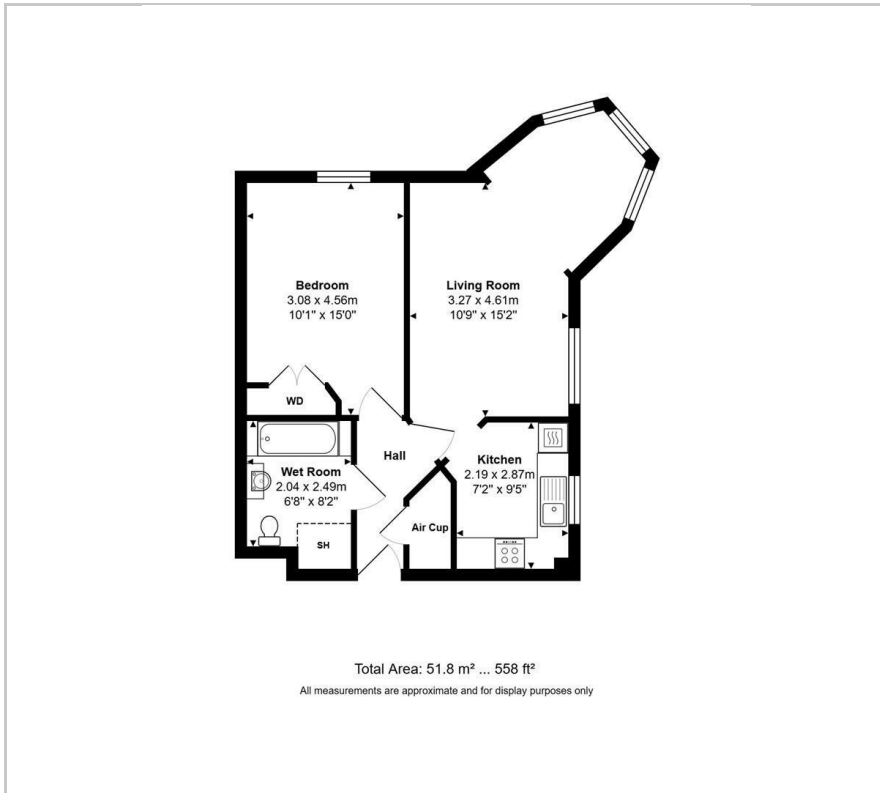 Bedroom
3.08 x 4.56m
10'1" x 15'0"
Living Room
3.27 x 4.61m
10'9" x 15'2"
WD
Hall
Wet Room
2.04 x 2.49m
6'8" x 8'2"
Kitchen
2.19 x 2.87m
7'2" x 9'5"
Air Cup
SH
Total Area: 51.8 m² ... 558 ft²
All measurements are approximate and for display purposes only